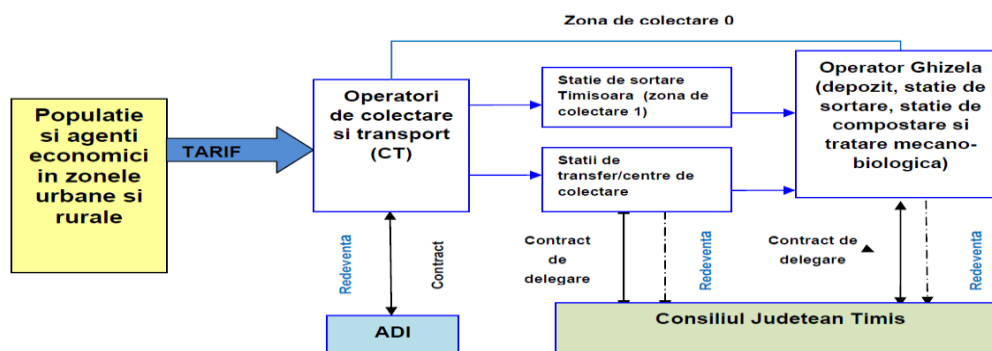 Zona de colectare 0
Populatie
si agenti
economici
in zonele
urbane si
rurale
TARIF
Operatori
de colectare
si transport
(CT)
Statie de sortare
Timisoara (zona de
colectare 1)
Statii de
transfer/centre de
colectare
Operator Ghizela
(depozit, statie de
sortare, statie de
compostare si
tratare mecano-
biologica)
Redeventa
Contract
Contract
de
delegare
Redeventa
Contract de
delegare
Redeventa
ADI
Consiliul Judetean Timis